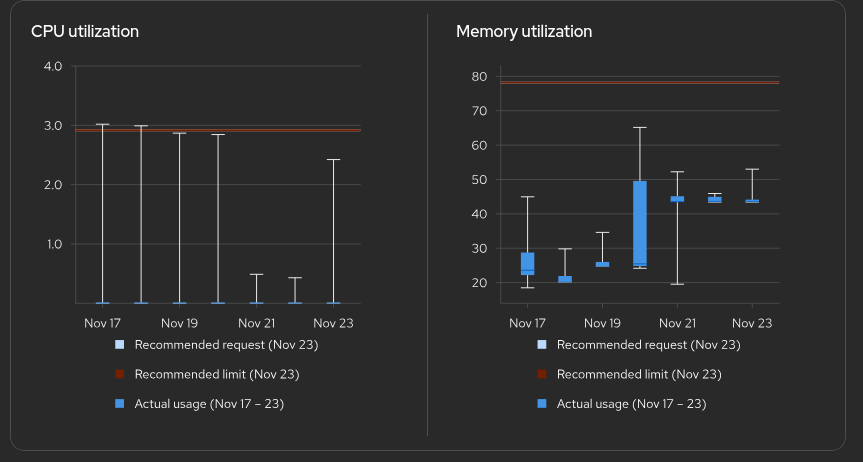 CPU utilization
4.0
3.0
2.0
1.0
Nov 17
Nov 19
Nov 21
Nov 23
Recommended request (Nov 23)
Recommended limit (Nov 23)
Actual usage (Nov 17 – 23)
Memory utilization
80
70
60
50
40
30
20
Nov 17
Nov 19
Nov 21
Nov 23
Recommended request (Nov 23)
Recommended limit (Nov 23)
Actual usage (Nov 17 – 23)